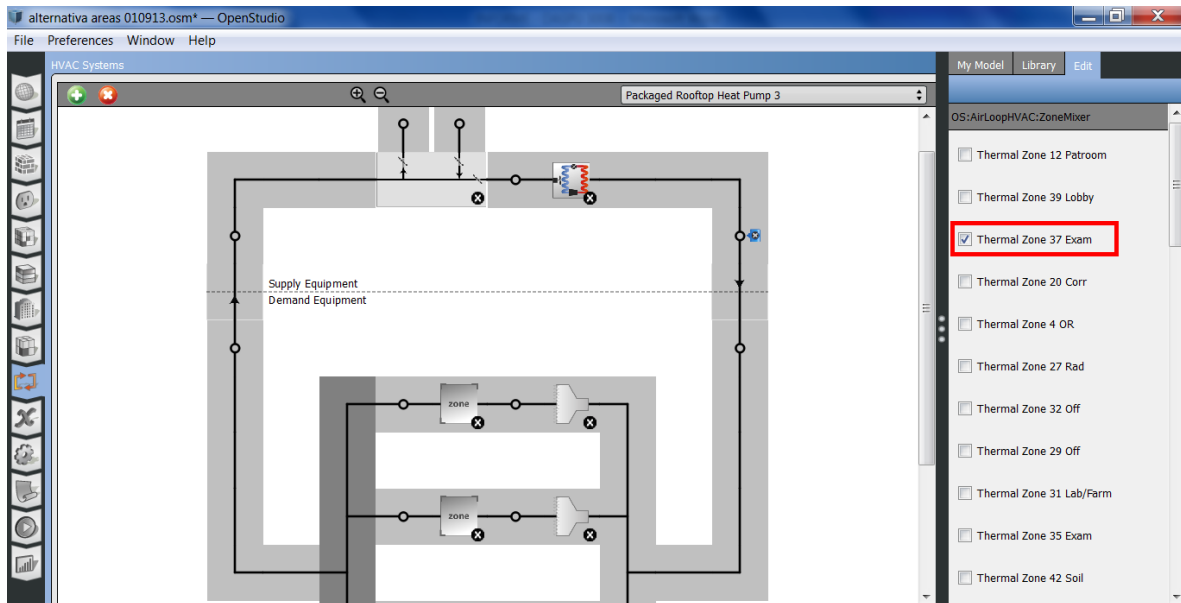 alternativa areas 010913.osm* — OpenStudio
File Preferences Window Help
HVAC Systems
My Model Library Edit
Packaged Rooftop Heat Pump 3
OS:AirLoopHVAC:ZoneMixer
Thermal Zone 12 Patroom
Thermal Zone 39 Lobby
Thermal Zone 37 Exam
Thermal Zone 20 Corr
Thermal Zone 4 OR
Thermal Zone 27 Rad
Thermal Zone 32 Off
Thermal Zone 29 Off
Thermal Zone 31 Lab/Farm
Thermal Zone 35 Exam
Thermal Zone 42 Soil
Supply Equipment
Demand Equipment
zone
zone